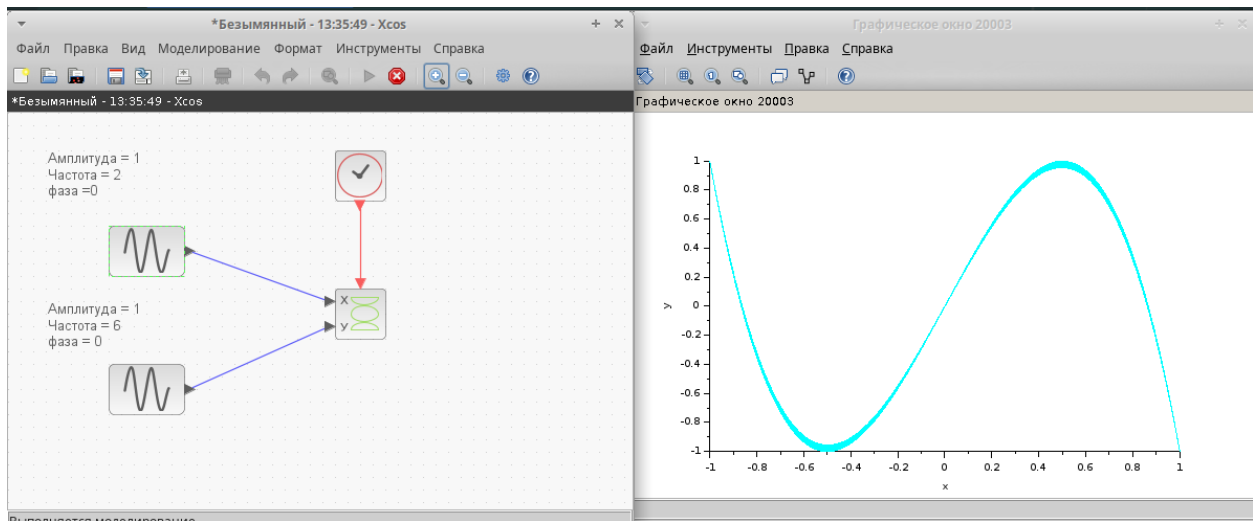 *Безымянный - 13:35:49 - Xcos
Файл Правка Вид Моделирование Формат Инструменты Справка
*Безымянный - 13:35:49 - Xcos
Амплитуда = 1
Частота = 2
фаза =0
Амплитуда = 1
Частота = 6
фаза = 0
X
У
Выполняется моделирование
Графическое окно 20003
Файл Инструменты Правка Справка
Графическое окно 20003
1
0.8
0.6
0.4
0.2
0
-0.2
-0.4
-0.6
-0.8
-1
y
-1 -0.8 -0.6 -0.4 -0.2 0 0.2 0.4 0.6 0.8 1
x